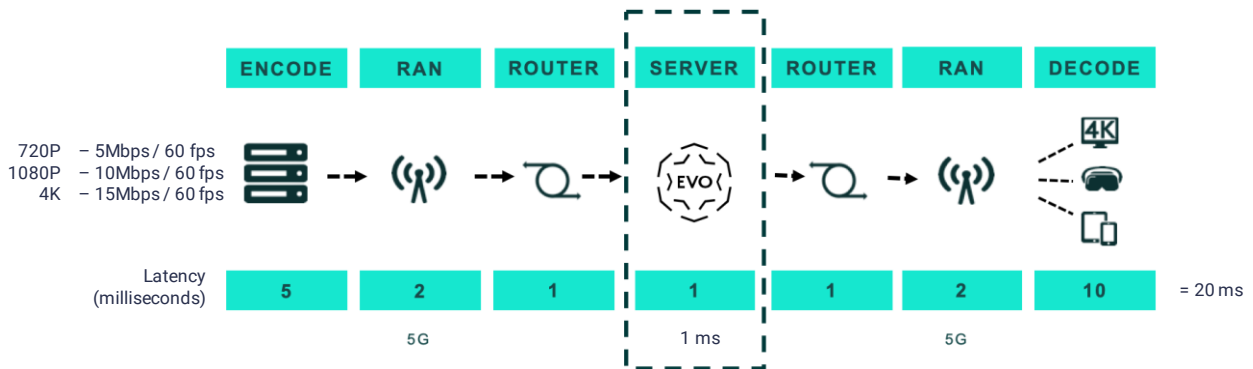 ENCODE RAN ROUTER SERVER ROUTER RAN DECODE
720P – 5Mbps / 60 fps
1080P – 10Mbps / 60 fps
4K – 15Mbps / 60 fps
EVO
4K
Latency
(milliseconds)
5 2 1 1 1 2 10 = 20 ms
5G 1 ms 5G